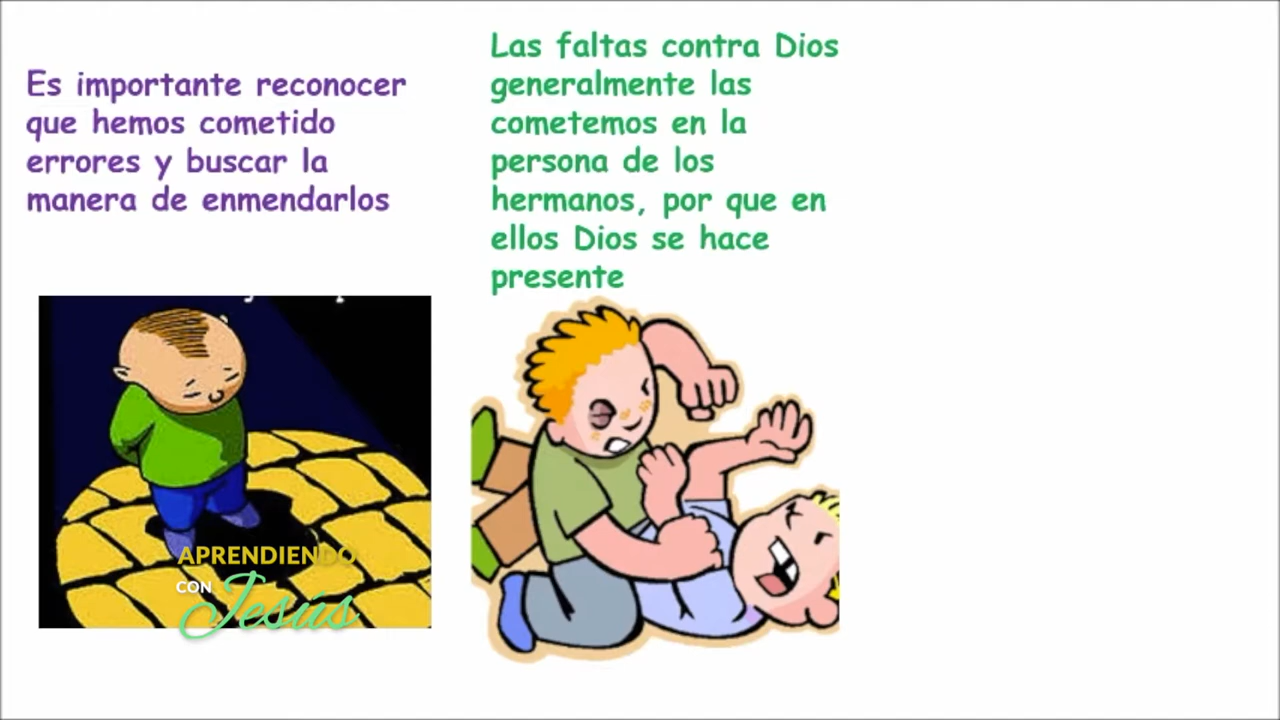 Es importante reconocer
que hemos cometido
errores y buscar la
manera de enmendarlos
Las faltas contra Dios
generalmente las
cometemos en la
persona de los
hermanos, por que en
ellos Dios se hace
presente
APRENDIENDO
CON Jesús